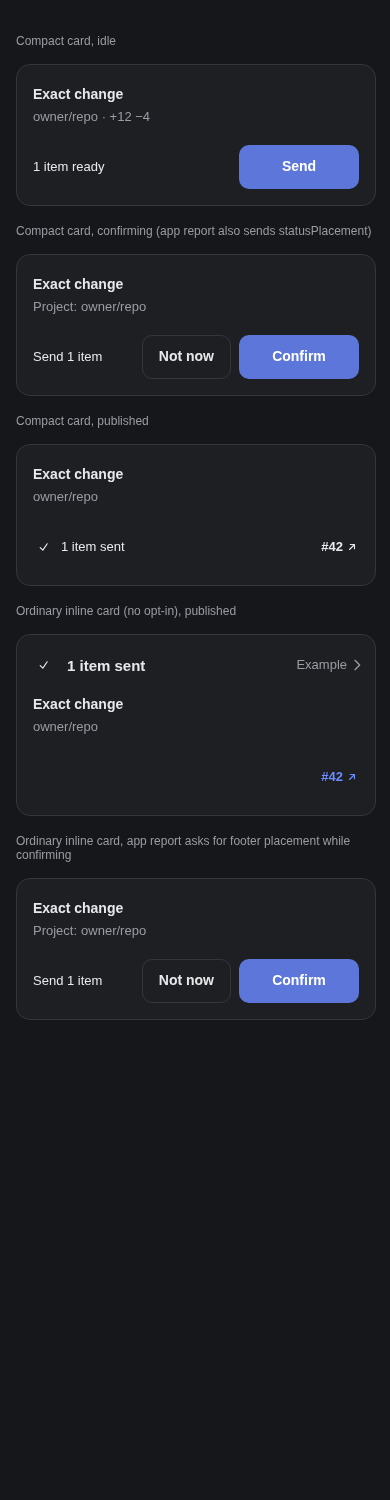 Compact card, idle
Exact change
owner/repo · +12 −4
1 item ready
Send
Compact card, confirming (app report also sends statusPlacement)
Exact change
Project: owner/repo
Send 1 item
Not now
Confirm
Compact card, published
Exact change
owner/repo
1 item sent
#42
Ordinary inline card (no opt-in), published
1 item sent
Example
Exact change
owner/repo
#42
Ordinary inline card, app report asks for footer placement while
confirming
Exact change
Project: owner/repo
Send 1 item
Not now
Confirm